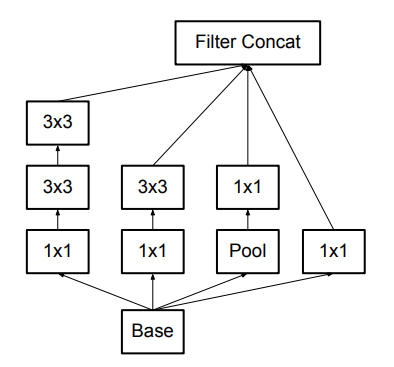 Filter Concat
3x3
3x3
3x3
1x1
1x1
1x1
Pool
1x1
Base